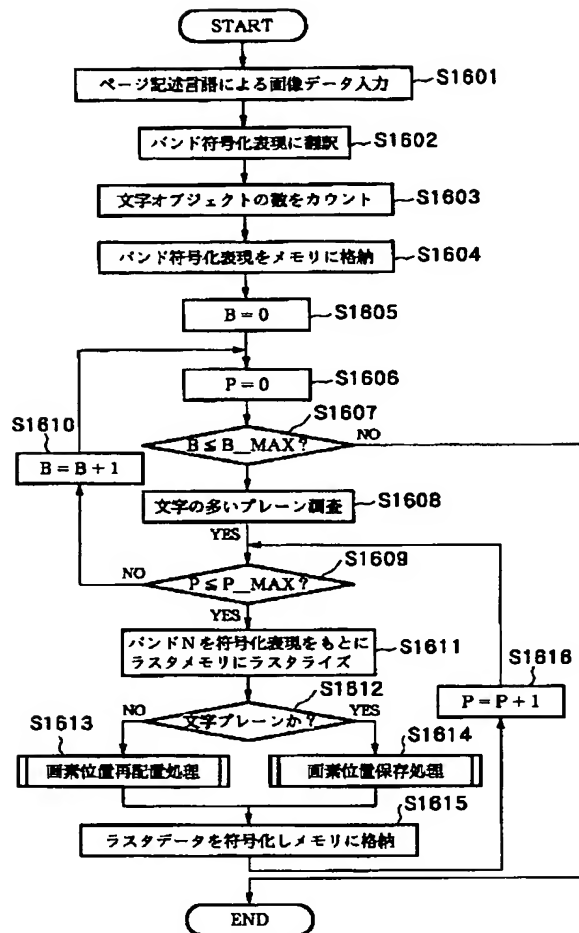 START
ページ記述言語による画像データ入力
S1601
バンド符号化表現に翻訳
S1602
文字オブジェクトの数をカウント
S1603
バンド符号化表現をメモリに格納
S1604
B=0
S1605
P=0
S1606
S1607
S1610
B≦B__MAX?
NO
B=B+1
文字の多いプレーン調査
S1608
YES
S1609
NO
P≦P__MAX?
YES
バンドNを符号化表現をもとに
ラスタメモリにラスタライズ
S1611
S1616
P=P+1
S1612
NO
文字プレーンか?
YES
S1613
S1614
画素位置再配置処理
画素位置保存処理
S1615
ラスタデータを符号化しメモリに格納
END